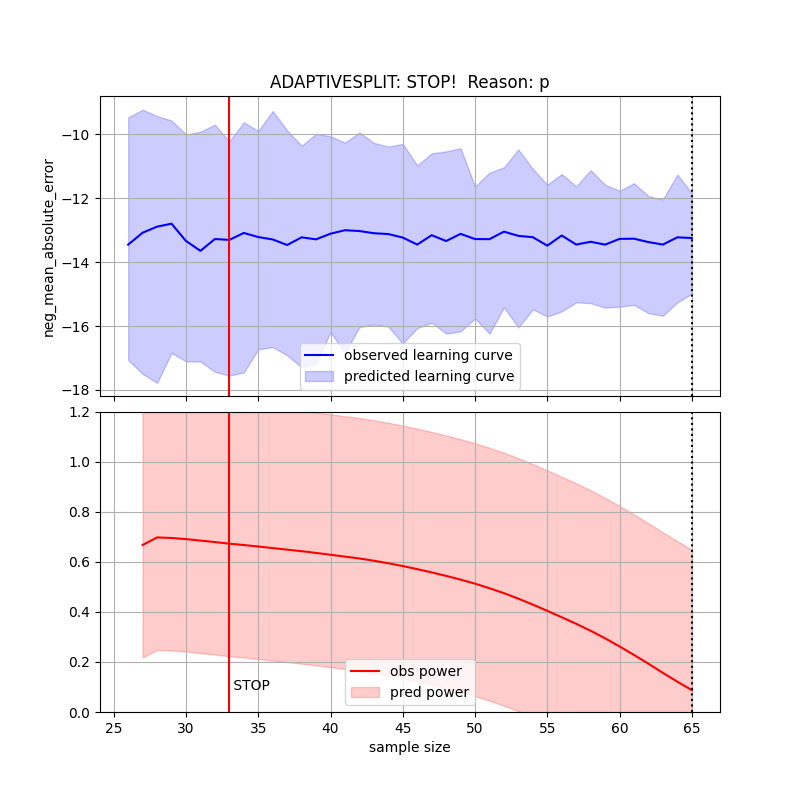 ADAPTIVESPLIT: STOP!  Reason: p
neg_mean_absolute_error
−10
−12
−14
−16
−18
observed learning curve
predicted learning curve
1.2
1.0
0.8
0.6
0.4
0.2
0.0
STOP
obs power
pred power
25 30 35 40 45 50 55 60 65
sample size